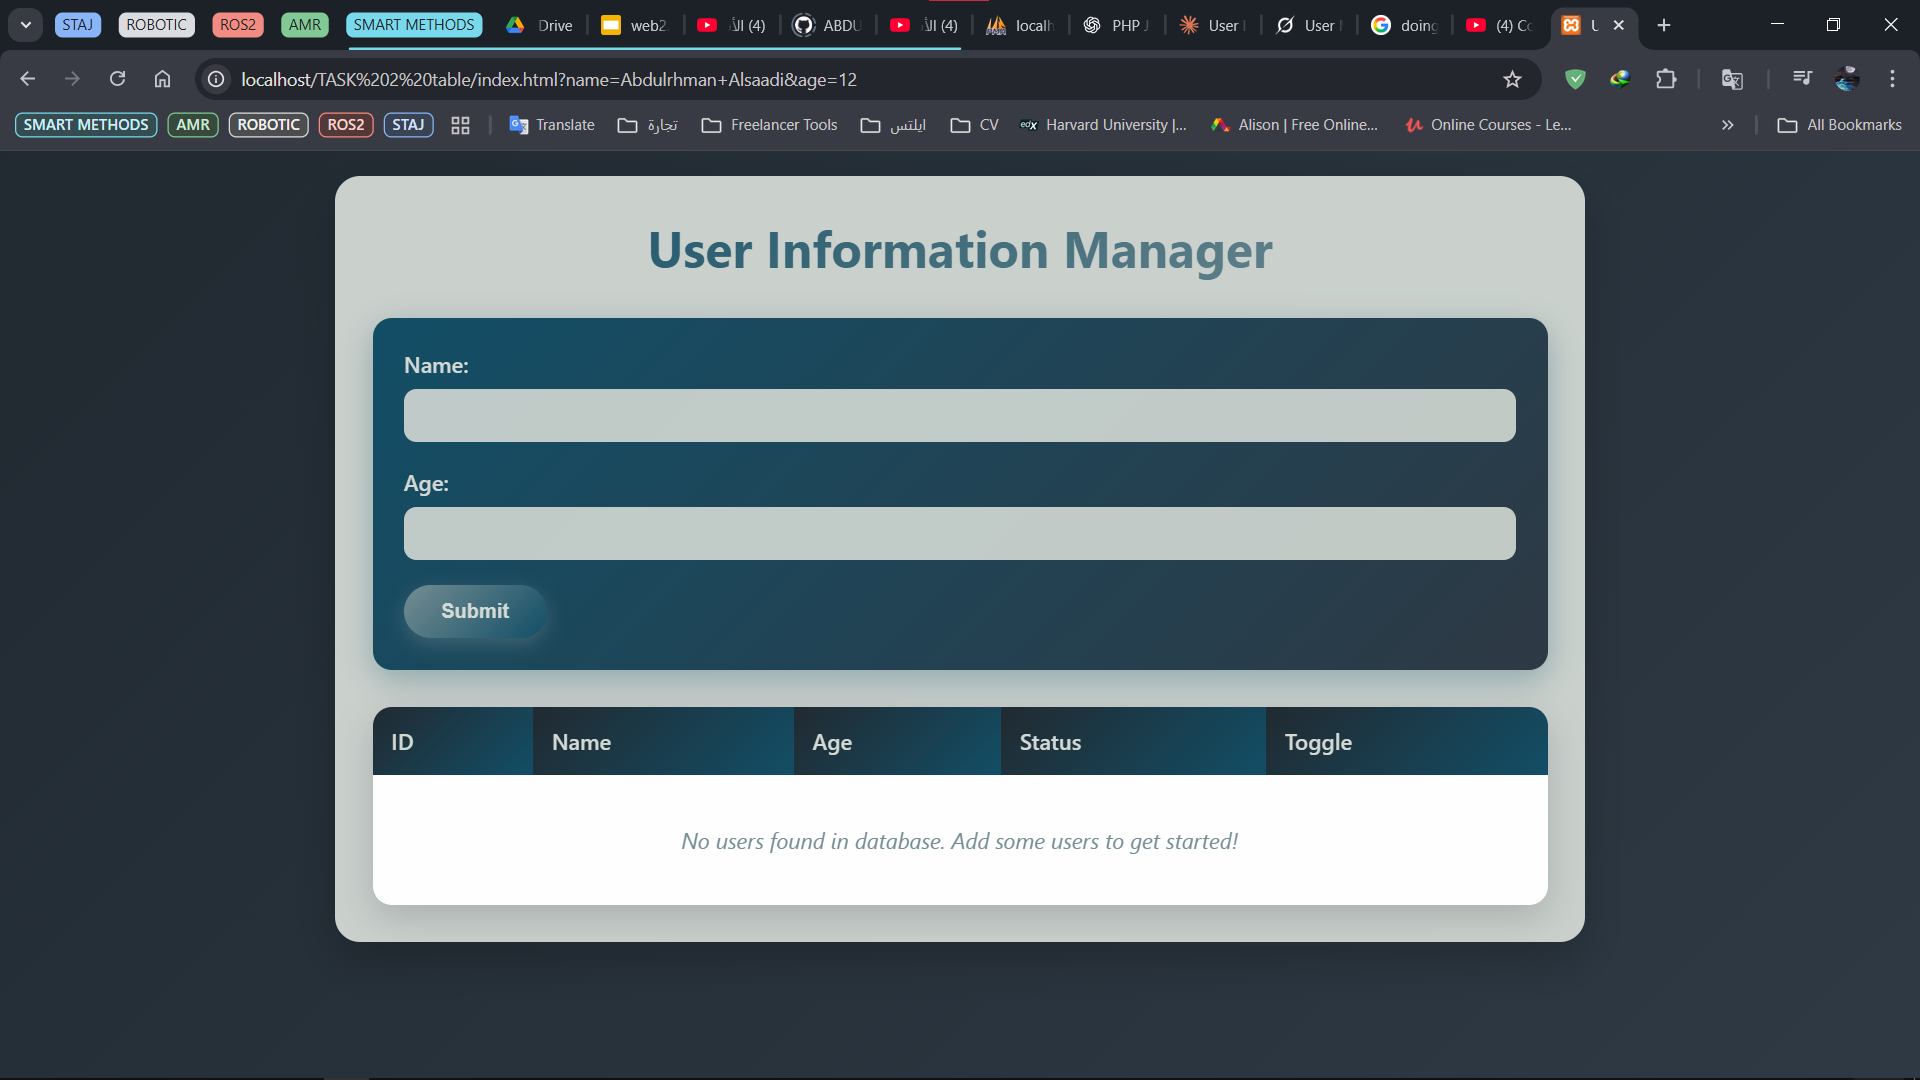 STAJ ROBOTIC ROS2 AMR SMART METHODS Drive web2 (4) ABDU (4) localh PHP J User User doing (4) Co U
localhost/TASK%202%20table/index.html?name=Abdulrhman+Alsaadi&age=12
SMART METHODS AMR ROBOTIC ROS2 STAJ Translate تجارة Freelancer Tools ايلتس CV edX Harvard University |... Alison | Free Online... Online Courses - Le... » All Bookmarks
User Information Manager
Name:
Age:
Submit
ID Name Age Status Toggle
No users found in database. Add some users to get started!